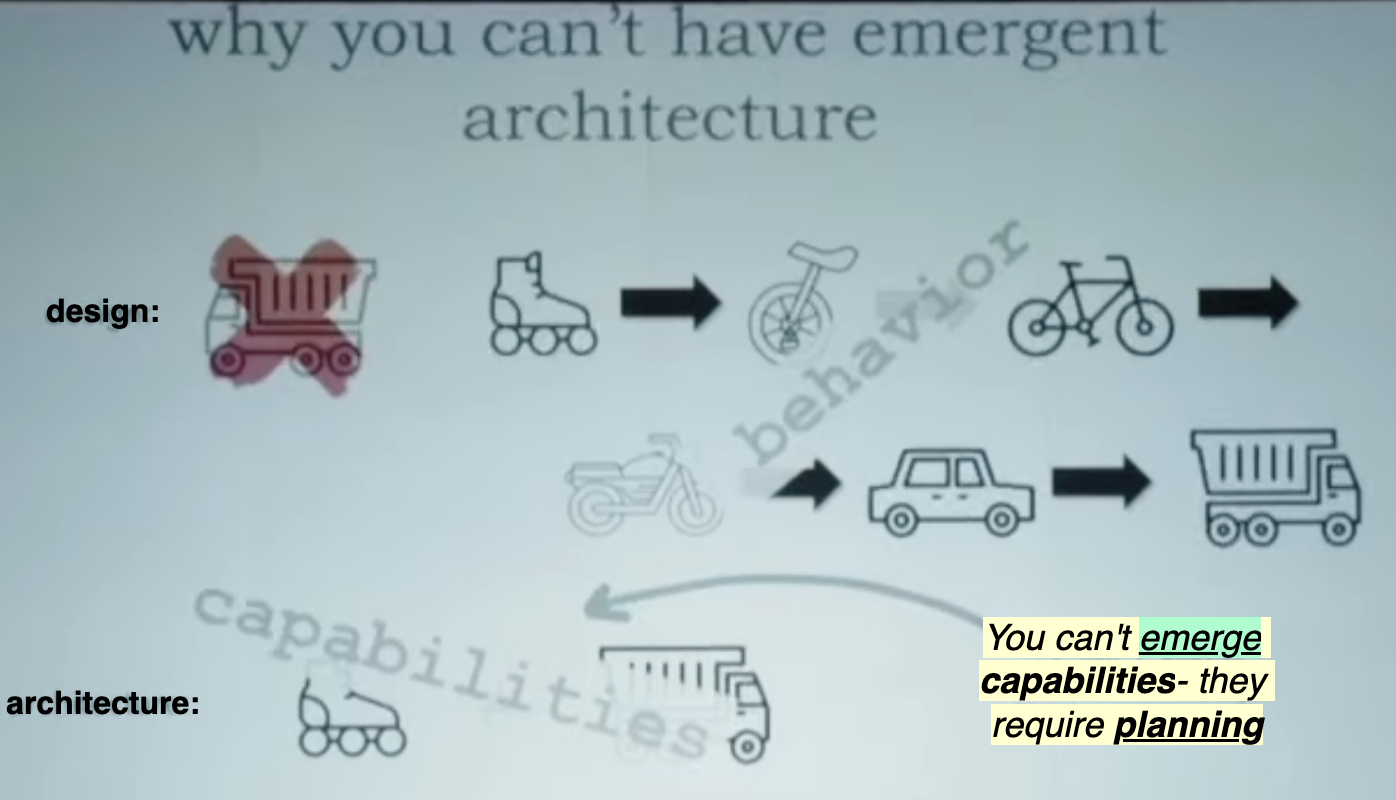 why you can't have emergent
architecture
design:
behavior
capabilities
You can't emerge
capabilities- they
require planning
architecture: